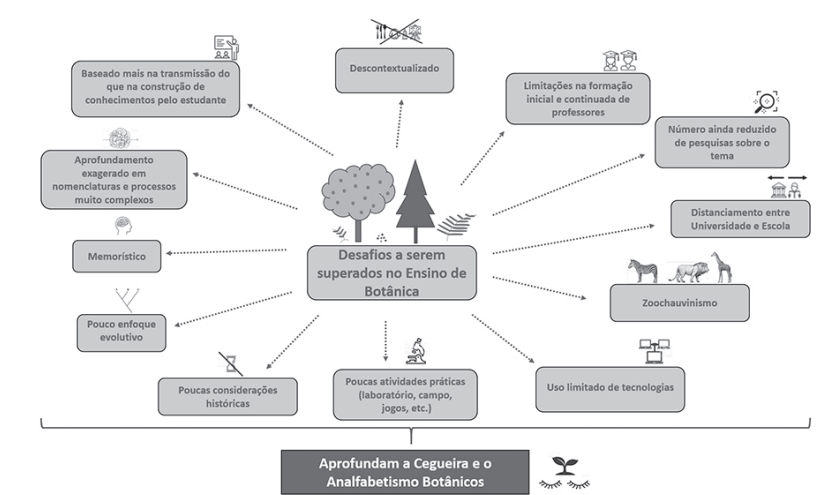 Descontextualizado
Baseado mais na transmissão do
que na construção de
conhecimentos pelo estudante
Limitações na formação
inicial e continuada de
professores
Número ainda reduzido
de pesquisas sobre o
tema
Aprofundamento
exagerado em
nomenclaturas e processos
muito complexos
Distanciamento entre
Universidade e Escola
Memorístico
Desafios a serem
superados no Ensino de
Botânica
Zoochauvinismo
Pouco enfoque
evolutivo
Poucas considerações
históricas
Poucas atividades práticas
(laboratório, campo,
jogos, etc.)
Uso limitado de tecnologias
Aprofundam a Cegueira e o
Analfabetismo Botânicos